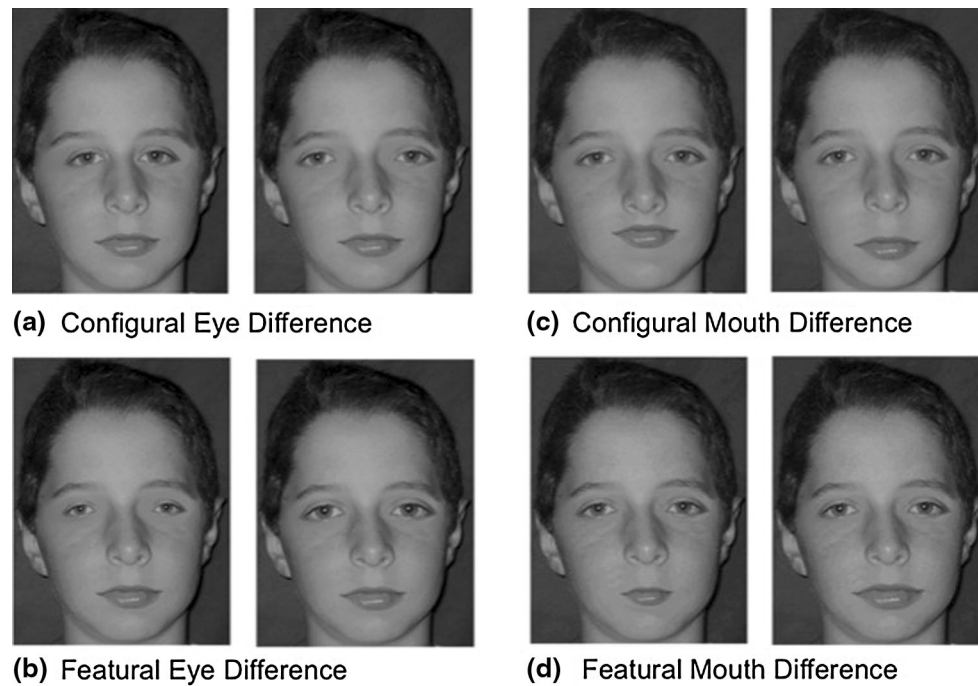 (a) Configural Eye Difference
(c) Configural Mouth Difference
(b) Featural Eye Difference
(d) Featural Mouth Difference